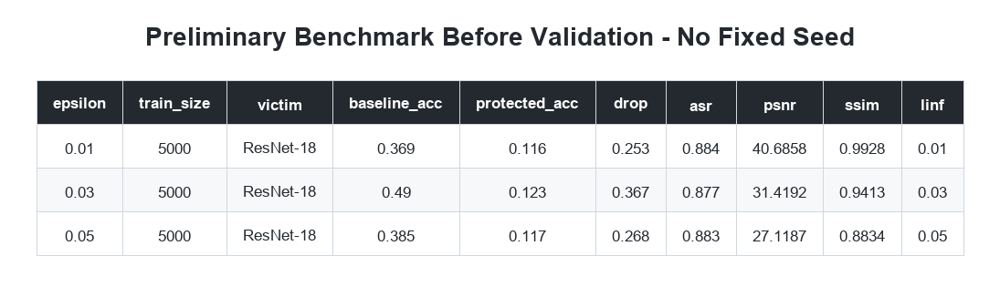 Preliminary Benchmark Before Validation - No Fixed Seed
epsilon train_size victim baseline_acc protected_acc drop asr psnr ssim linf
0.01 5000 ResNet-18 0.369 0.116 0.253 0.884 40.6858 0.9928 0.01
0.03 5000 ResNet-18 0.49 0.123 0.367 0.877 31.4192 0.9413 0.03
0.05 5000 ResNet-18 0.385 0.117 0.268 0.883 27.1187 0.8834 0.05